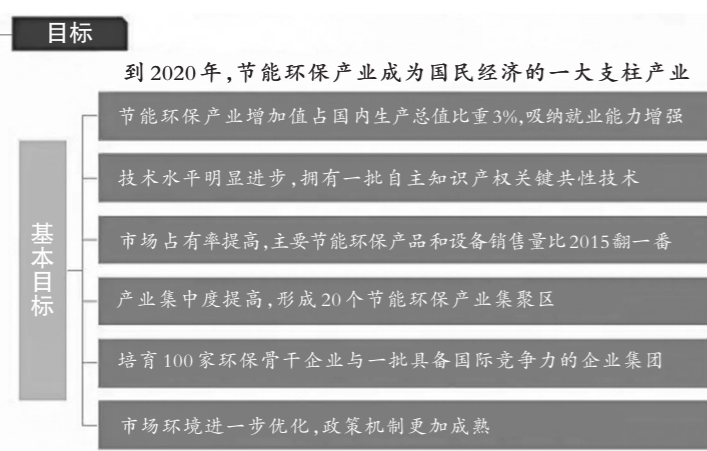 目标
到2020年,节能环保产业成为国民经济的一大支柱产业
基本目标
节能环保产业增加值占国内生产总值比重3%,吸纳就业能力增强
技术水平明显进步,拥有一批自主知识产权关键共性技术
市场占有率提高,主要节能环保产品和设备销售量比2015翻一番
产业集中度提高,形成20个节能环保产业集聚区
培育100家环保骨干企业与一批具备国际竞争力的企业集团
市场环境进一步优化,政策机制更加成熟